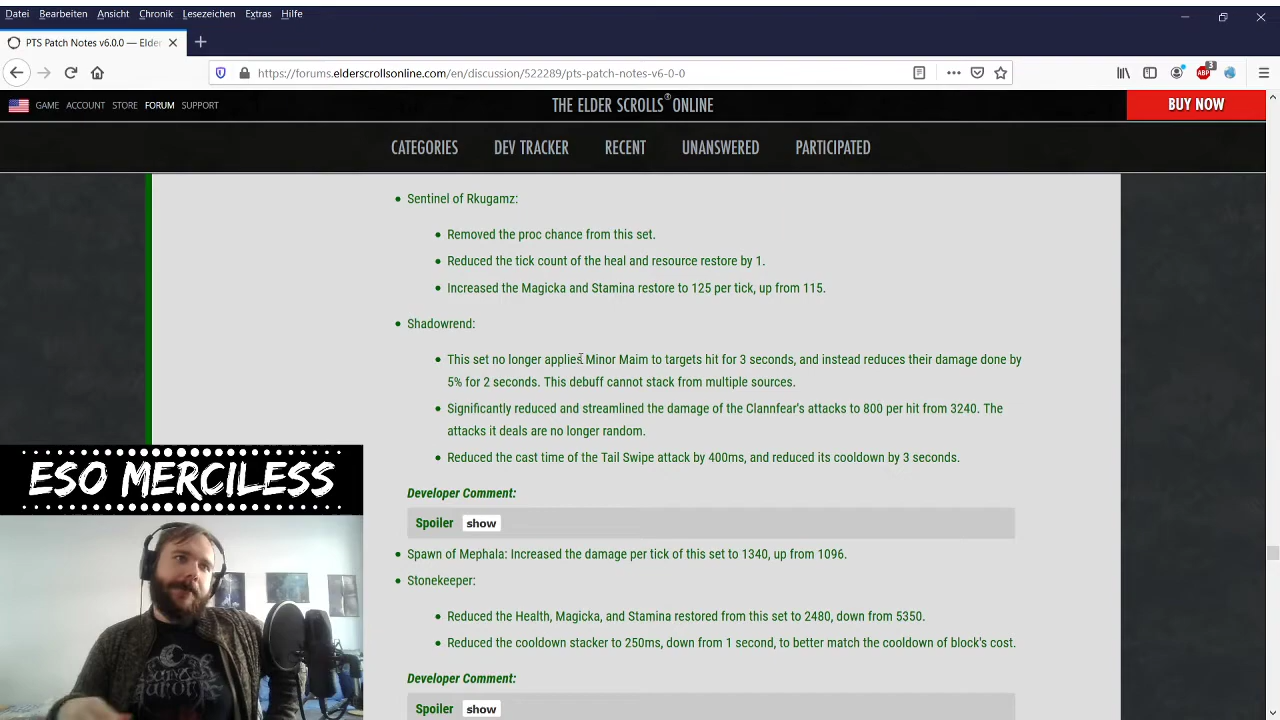 Datei Bearbeiten Ansicht Chronik Lesezeichen Extras Hilfe
PTS Patch Notes v6.0.0 — Elder
https://forums.elderscrollsonline.com/en/discussion/522289/pts-patch-notes-v6-0-0
ABP 3
GAME ACCOUNT STORE FORUM SUPPORT
THE ELDER SCROLLS® ONLINE
BUY NOW
CATEGORIES DEV TRACKER RECENT UNANSWERED PARTICIPATED
Sentinel of Rkugamz:
Removed the proc chance from this set.
Reduced the tick count of the heal and resource restore by 1.
Increased the Magicka and Stamina restore to 125 per tick, up from 115.
Shadowrend:
This set no longer applies Minor Maim to targets hit for 3 seconds, and instead reduces their damage done by
5% for 2 seconds. This debuff cannot stack from multiple sources.
Significantly reduced and streamlined the damage of the Clannfear's attacks to 800 per hit from 3240. The
attacks it deals are no longer random.
Reduced the cast time of the Tail Swipe attack by 400ms, and reduced its cooldown by 3 seconds.
ESO MERCILESS
Developer Comment:
Spoiler show
Spawn of Mephala: Increased the damage per tick of this set to 1340, up from 1096.
Stonekeeper:
Reduced the Health, Magicka, and Stamina restored from this set to 2480, down from 5350.
Reduced the cooldown stacker to 250ms, down from 1 second, to better match the cooldown of block's cost.
Developer Comment:
Spoiler show